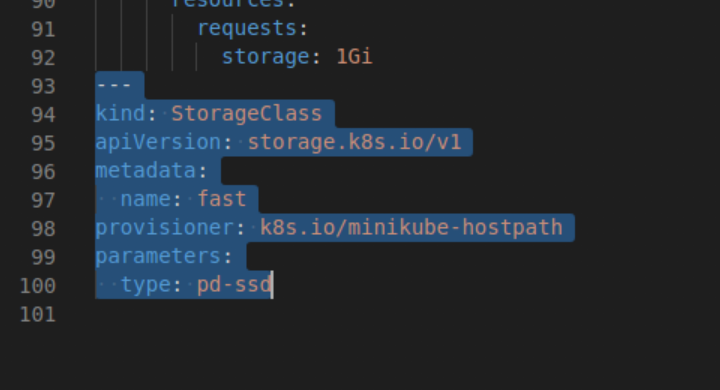 90 resources:
91 requests:
92 storage: 1Gi
93 ---
94 kind: StorageClass
95 apiVersion: storage.k8s.io/v1
96 metadata:
97 name: fast
98 provisioner: k8s.io/minikube-hostpath
99 parameters:
100 type: pd-ssd
101